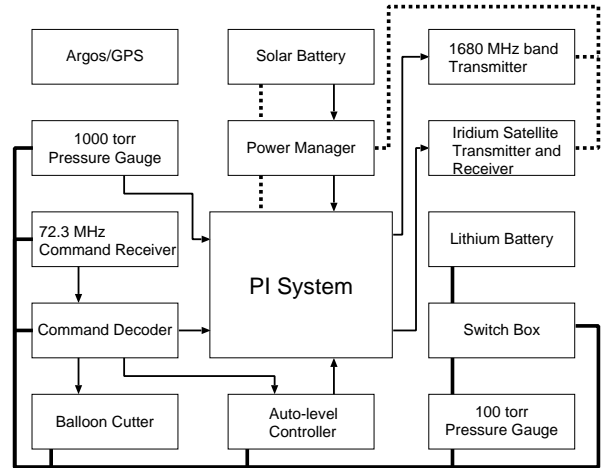 Argos/GPS
Solar Battery
1680 MHz band
Transmitter
1000 torr
Pressure Gauge
Power Manager
Iridium Satellite
Transmitter and
Receiver
72.3 MHz
Command Receiver
PI System
Lithium Battery
Command Decoder
Switch Box
Balloon Cutter
Auto-level
Controller
100 torr
Pressure Gauge